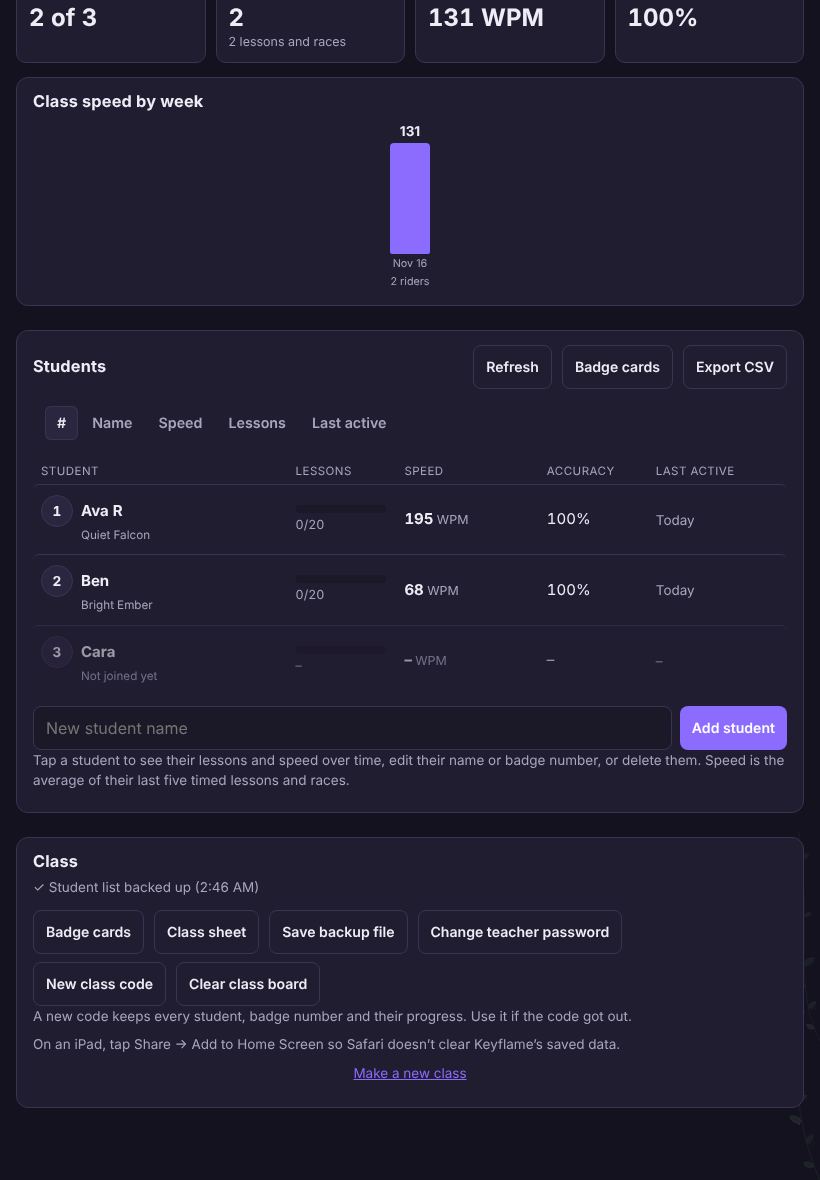 2 of 3
2
2 lessons and races
131 WPM
100%
Class speed by week
131
Nov 16
2 riders
Students
Refresh
Badge cards
Export CSV
#
Name
Speed
Lessons
Last active
STUDENT
LESSONS
SPEED
ACCURACY
LAST ACTIVE
1
Ava R
Quiet Falcon
0/20
195 WPM
100%
Today
2
Ben
Bright Ember
0/20
68 WPM
100%
Today
3
Cara
Not joined yet
–
– WPM
–
–
New student name
Add student
Tap a student to see their lessons and speed over time, edit their name or badge number, or delete them. Speed is the
average of their last five timed lessons and races.
Class
✓ Student list backed up (2:46 AM)
Badge cards
Class sheet
Save backup file
Change teacher password
New class code
Clear class board
A new code keeps every student, badge number and their progress. Use it if the code got out.
On an iPad, tap Share → Add to Home Screen so Safari doesn’t clear Keyflame’s saved data.
Make a new class